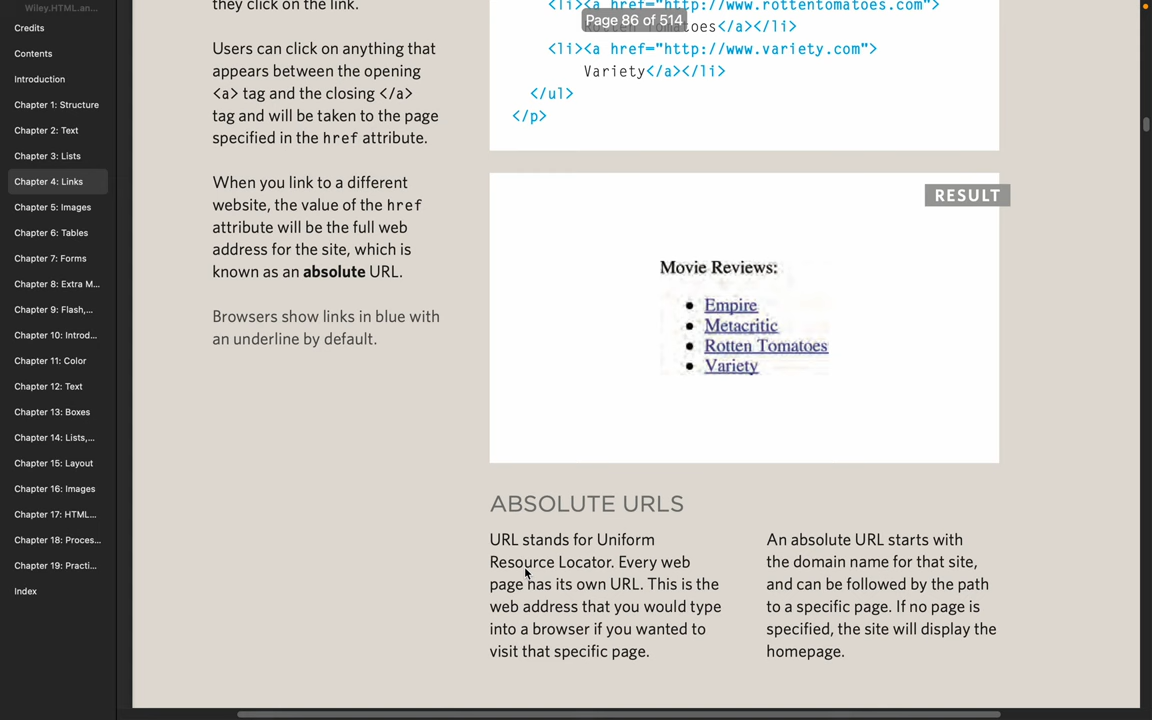 Wiley.HTML.an...
Credits
Contents
Introduction
Chapter 1: Structure
Chapter 2: Text
Chapter 3: Lists
Chapter 4: Links
Chapter 5: Images
Chapter 6: Tables
Chapter 7: Forms
Chapter 8: Extra M...
Chapter 9: Flash,...
Chapter 10: Introd...
Chapter 11: Color
Chapter 12: Text
Chapter 13: Boxes
Chapter 14: Lists,...
Chapter 15: Layout
Chapter 16: Images
Chapter 17: HTML...
Chapter 18: Proces...
Chapter 19: Practi...
Index
they click on the link.
Users can click on anything that
appears between the opening
<a> tag and the closing </a>
tag and will be taken to the page
specified in the href attribute.
When you link to a different
website, the value of the href
attribute will be the full web
address for the site, which is
known as an absolute URL.
Browsers show links in blue with
an underline by default.
<li><a href="http://www.rottentomatoes.com">
Page 86 of 514
Rotten Tomatoes</a></li>
<li><a href="http://www.variety.com">
Variety</a></li>
</ul>
</p>
RESULT
Movie Reviews:
Empire
Metacritic
Rotten Tomatoes
Variety
ABSOLUTE URLS
URL stands for Uniform
Resource Locator. Every web
page has its own URL. This is the
web address that you would type
into a browser if you wanted to
visit that specific page.
An absolute URL starts with
the domain name for that site,
and can be followed by the path
to a specific page. If no page is
specified, the site will display the
homepage.